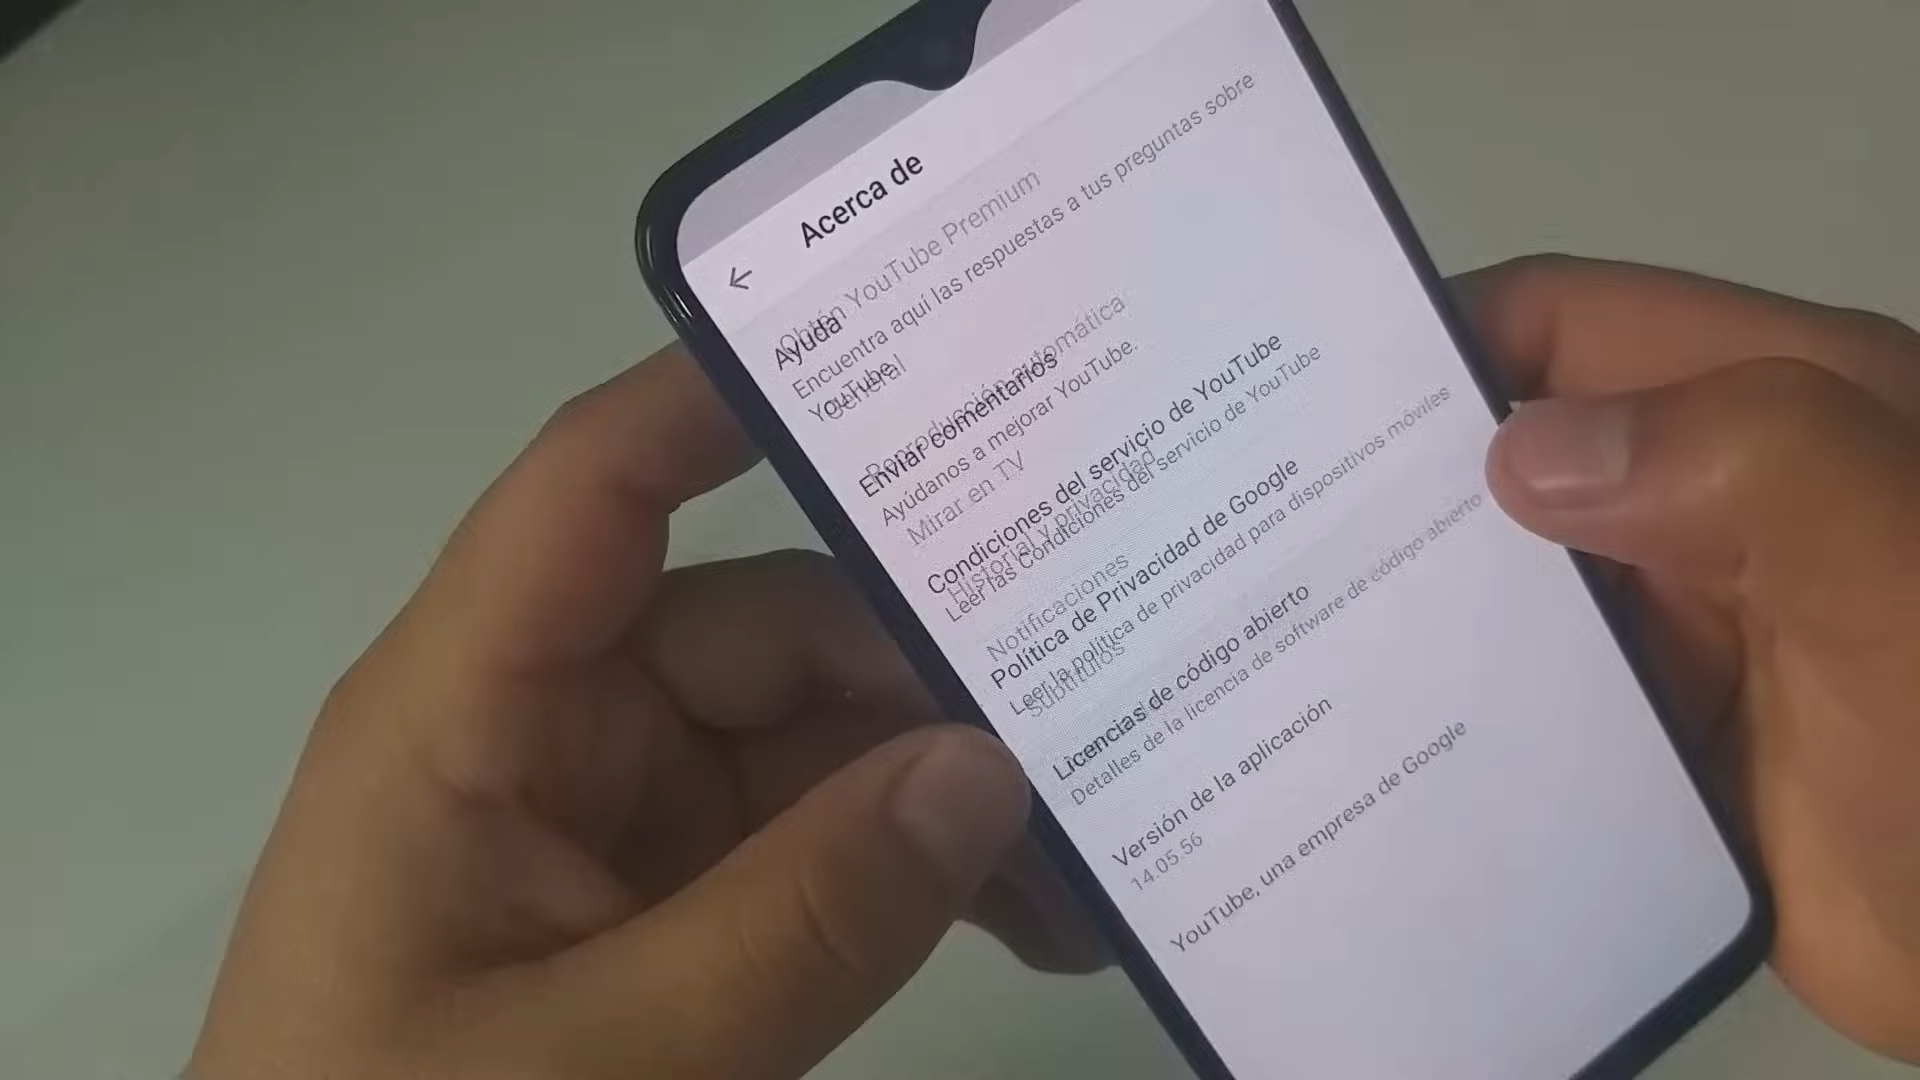 Acerca de
Obtén YouTube Premium
Ayuda
Encuentra aquí las respuestas a tus preguntas sobre
YouTube
General
Reproducción automática
Enviar comentarios
Ayúdanos a mejorar YouTube.
Mirar en TV
Condiciones del servicio de YouTube
Historial y privacidad
Leer las Condiciones del servicio de YouTube
Notificaciones
Política de Privacidad de Google
Leer la política de privacidad para dispositivos móviles
Subtítulos
Licencias de código abierto
Detalles de la licencia de software de código abierto
Versión de la aplicación
14.05.56
YouTube, una empresa de Google